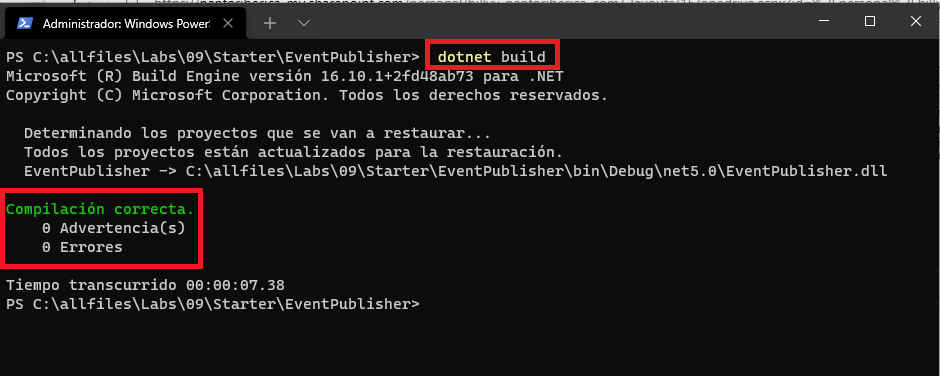 Administrador: Windows PowerS
PS C:\allfiles\Labs\09\Starter\EventPublisher> dotnet build
Microsoft (R) Build Engine versión 16.10.1+2fd48ab73 para .NET
Copyright (C) Microsoft Corporation. Todos los derechos reservados.
Determinando los proyectos que se van a restaurar...
Todos los proyectos están actualizados para la restauración.
EventPublisher -> C:\allfiles\Labs\09\Starter\EventPublisher\bin\Debug\net5.0\EventPublisher.dll
Compilación correcta.
0 Advertencia(s)
0 Errores
Tiempo transcurrido 00:00:07.38
PS C:\allfiles\Labs\09\Starter\EventPublisher>